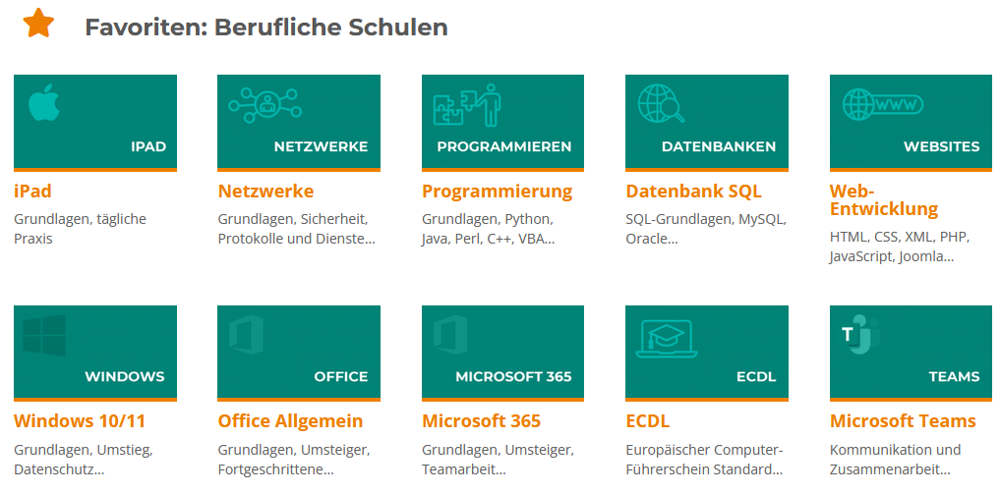 Favoriten: Berufliche Schulen
IPAD
NETZWERKE
PROGRAMMIEREN
DATENBANKEN
WWW
WEBSITES
iPad
Grundlagen, tägliche
Praxis
Netzwerke
Grundlagen, Sicherheit,
Protokolle und Dienste...
Programmierung
Grundlagen, Python,
Java, Perl, C++, VBA...
Datenbank SQL
SQL-Grundlagen, MySQL,
Oracle...
Web-
Entwicklung
HTML, CSS, XML, PHP,
JavaScript, Joomla...
WINDOWS
OFFICE
MICROSOFT 365
ECDL
T
TEAMS
Windows 10/11
Grundlagen, Umstieg,
Datenschutz...
Office Allgemein
Grundlagen, Umsteiger,
Fortgeschrittene...
Microsoft 365
Grundlagen, Umsteiger,
Teamarbeit...
ECDL
Europäischer Computer-
Führerschein Standard...
Microsoft Teams
Kommunikation und
Zusammenarbeit...